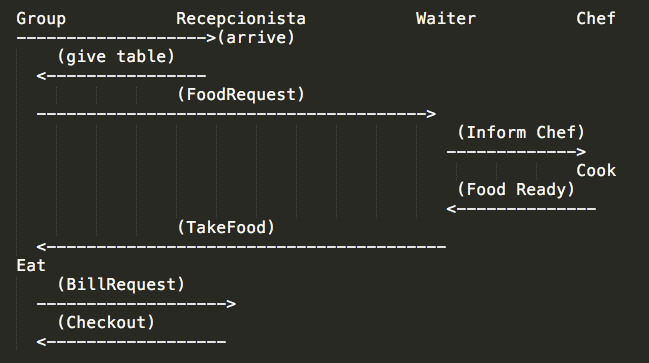 Group Recepcionista Waiter Chef
------------------->(arrive)
(give table)
<----------------
(FoodRequest)
--------------------------------------->
(Inform Chef)
------------->
Cook
(Food Ready)
<--------------
(TakeFood)
<----------------------------------------
Eat
(BillRequest)
------------------->
(Checkout)
<------------------